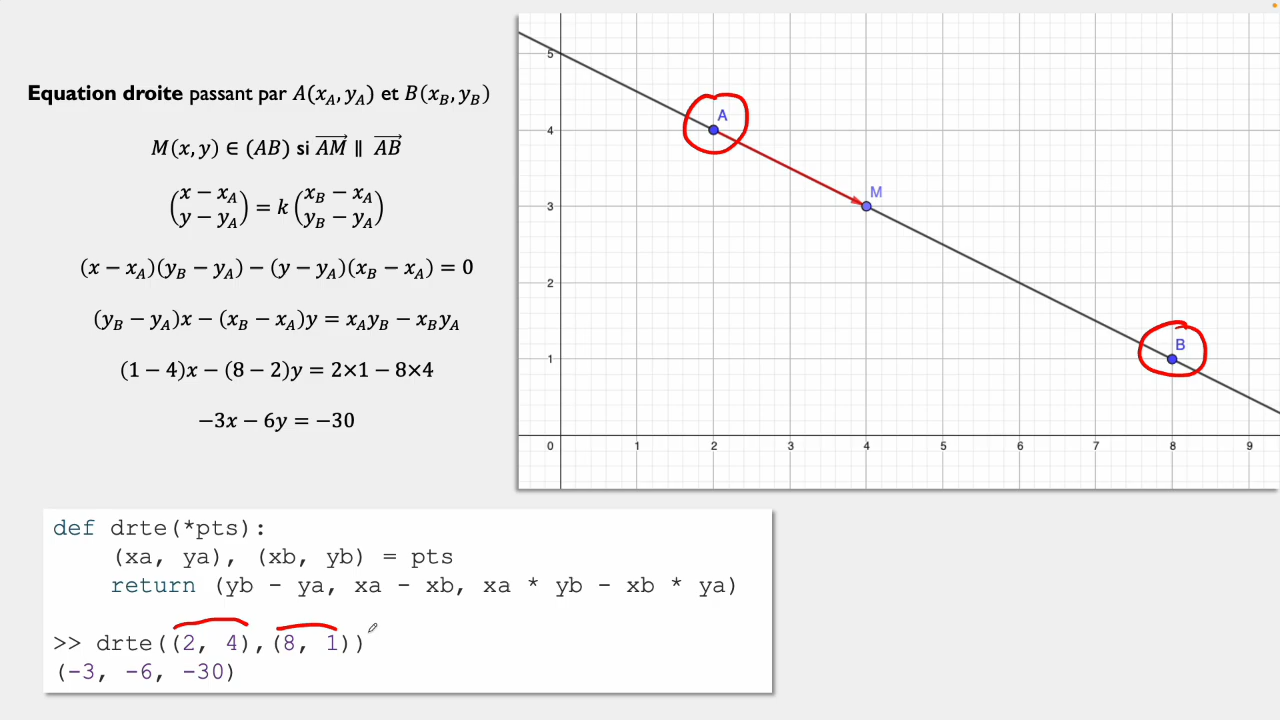 Equation droite passant par A(x_A, y_A) et B(x_B, y_B)
M(x, y) ∈ (AB) si \overrightarrow{AM} ∥ \overrightarrow{AB}
\binom{x − x_A}{y − y_A} = k \binom{x_B − x_A}{y_B − y_A}
(x − x_A)(y_B − y_A) − (y − y_A)(x_B − x_A) = 0
(y_B − y_A)x − (x_B − x_A)y = x_A y_B − x_B y_A
(1 − 4)x − (8 − 2)y = 2×1 − 8×4
−3x − 6y = −30
5
A
4
M
3
2
B
1
0 1 2 3 4 5 6 7 8 9
def drte(*pts):
    (xa, ya), (xb, yb) = pts
    return (yb - ya, xa - xb, xa * yb - xb * ya)
>> drte((2, 4),(8, 1))
(-3, -6, -30)